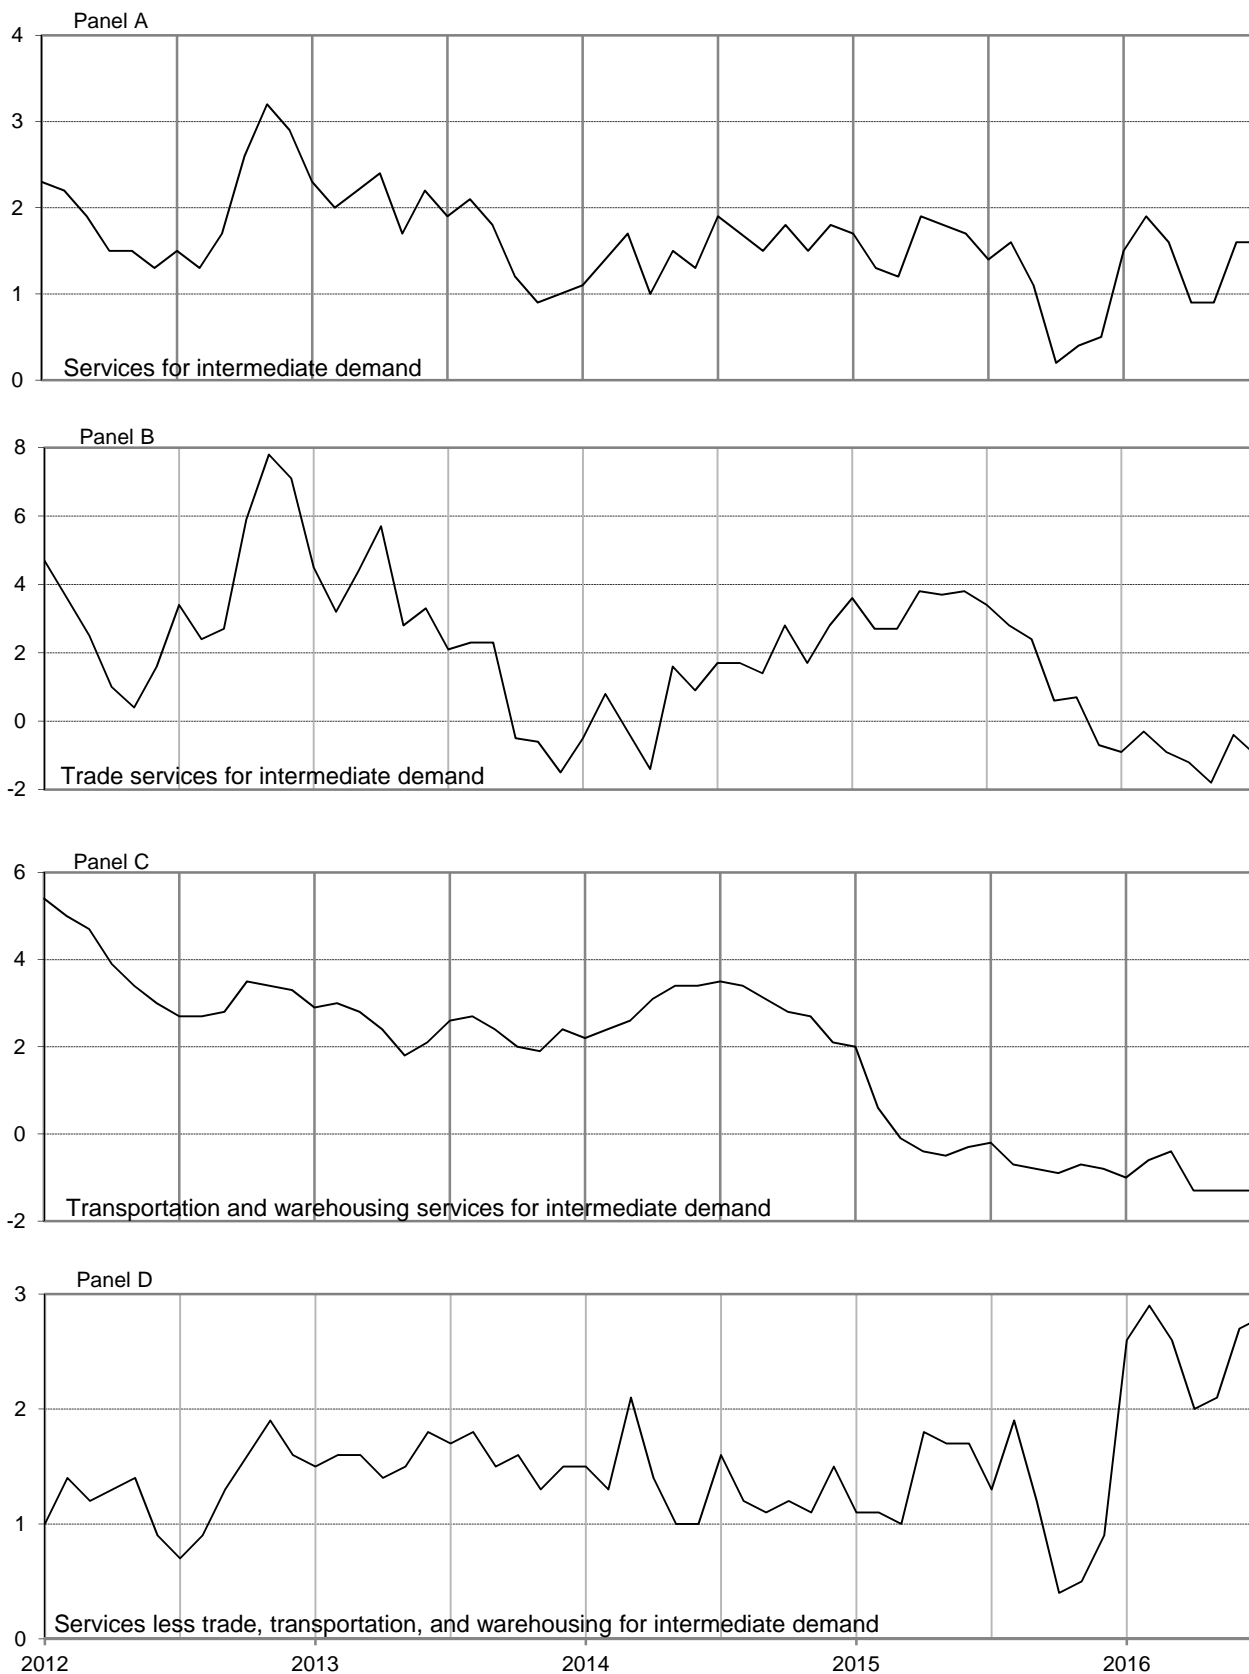 Panel A
4
3
2
1
0
Services for intermediate demand
Panel B
8
6
4
2
0
-2
Trade services for intermediate demand
Panel C
6
4
2
0
-2
Transportation and warehousing services for intermediate demand
Panel D
3
2
1
0
Services less trade, transportation, and warehousing for intermediate demand
2012 2013 2014 2015 2016